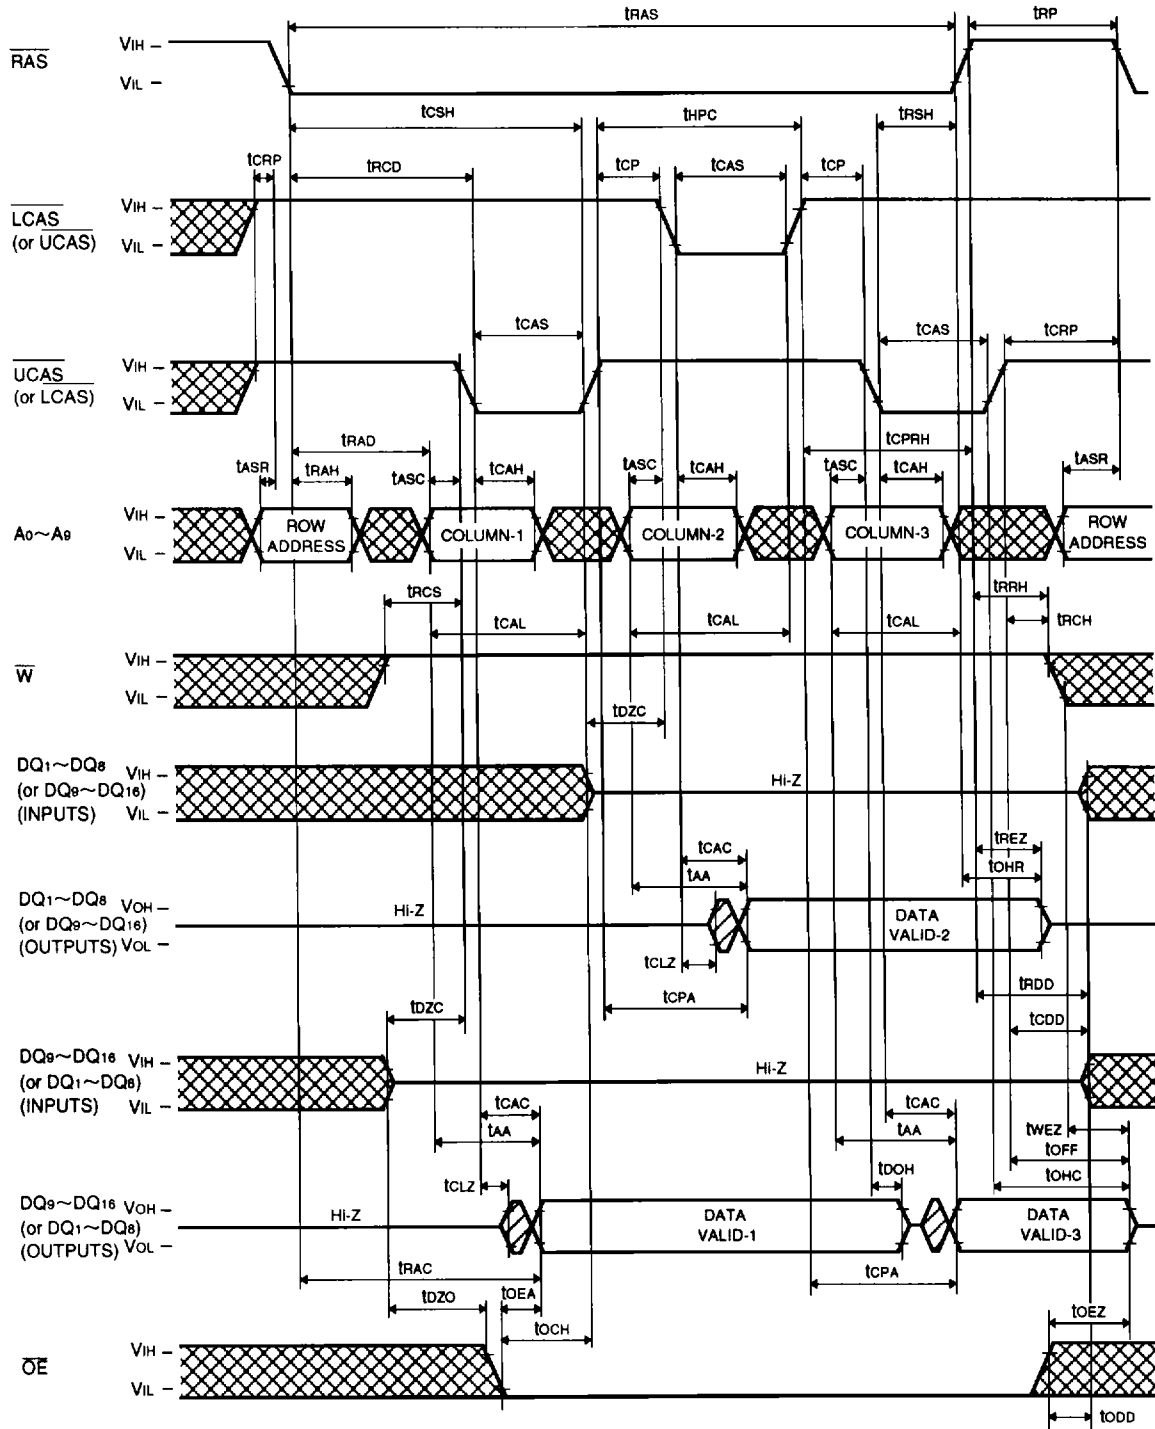 tRAS tRP
RAS VIH VIL
tCSH tHPC tRSH
tCRP tRCD tCP tCAS tCP
LCAS (or UCAS) VIH VIL
tCAS tCAS tCRP
UCAS (or LCAS) VIH VIL
tRAD tCPRH
tASR tRAH tASC tCAH tASC tCAH tASC tCAH tASR
A0~A9 VIH VIL ROW ADDRESS COLUMN-1 COLUMN-2 COLUMN-3 ROW ADDRESS
tRCS tRRH
tCAL tCAL tCAL tRCH
W VIH VIL
tDZC
DQ1~DQ8 (or DQ9~DQ16) (INPUTS) VIH VIL Hi-Z
tCAC tREZ
tAA tOHR
DQ1~DQ8 (or DQ9~DQ16) (OUTPUTS) VOH VOL Hi-Z DATA VALID-2
tCLZ tRDD
tDZC tCPA tCDD
DQ9~DQ16 (or DQ1~DQ8) (INPUTS) VIH VIL Hi-Z
tCAC tCAC tWEZ
tAA tAA tOFF
tCLZ tDOH tOHC
DQ9~DQ16 (or DQ1~DQ8) (OUTPUTS) VOH VOL Hi-Z DATA VALID-1 DATA VALID-3
tRAC tCPA
tDZO tOEA tOEZ
tOCH
OE VIH VIL
tODD